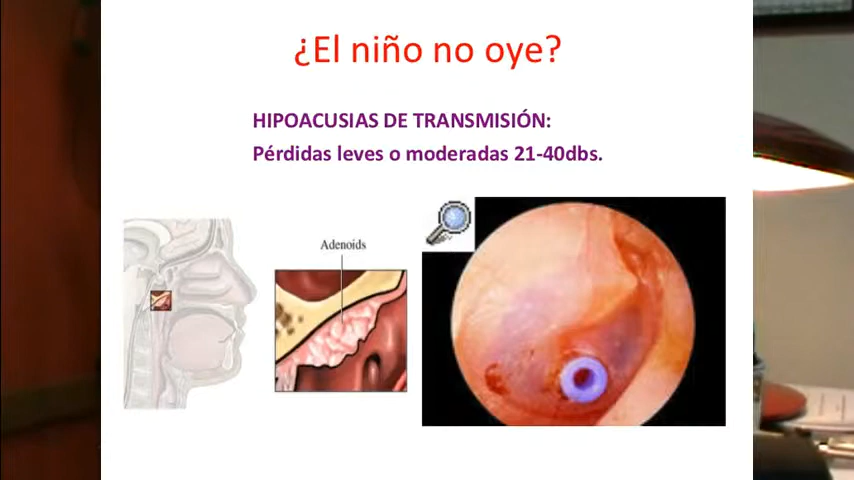 ¿El niño no oye?
HIPOACUSIAS DE TRANSMISIÓN:
Pérdidas leves o moderadas 21-40dbs.
Adenoids